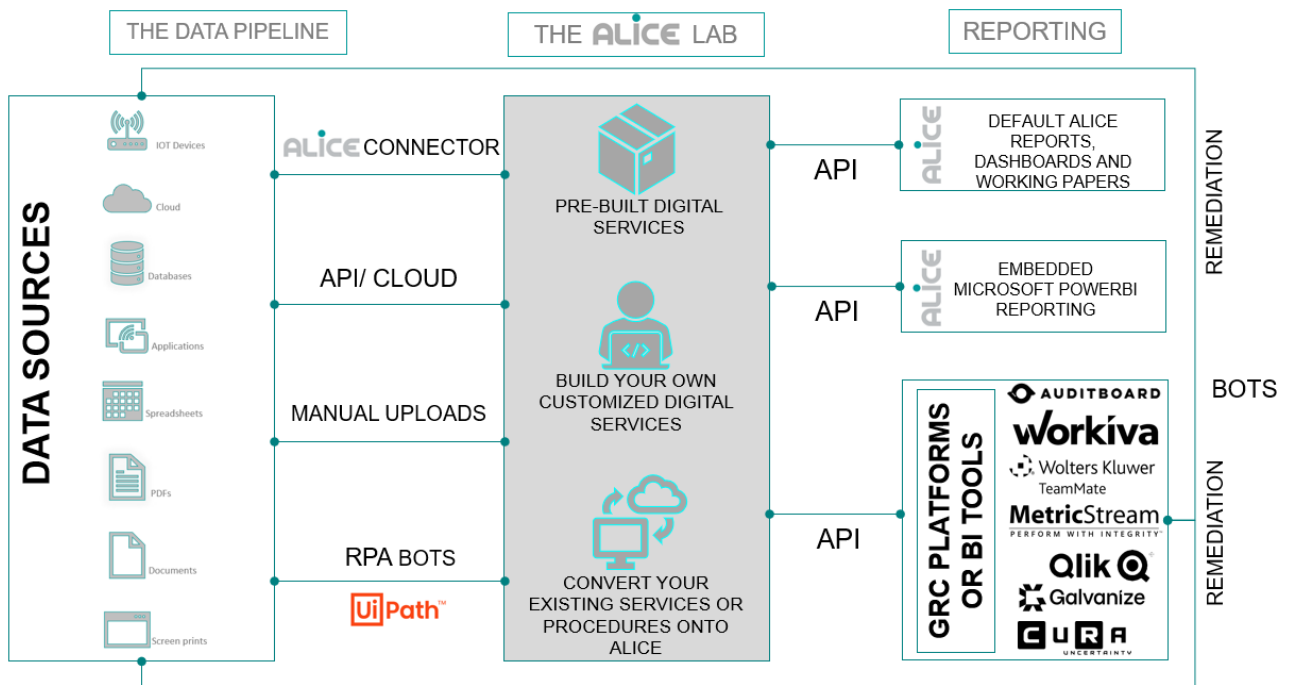 THE DATA PIPELINE
THE ALiCE LAB
REPORTING
DATA SOURCES
IOT Devices
Cloud
Databases
Applications
Spreadsheets
PDFs
Documents
Screen prints
ALiCE CONNECTOR
API/ CLOUD
MANUAL UPLOADS
RPA BOTS
UiPath™
PRE-BUILT DIGITAL
SERVICES
</>
BUILD YOUR OWN
CUSTOMIZED DIGITAL
SERVICES
CONVERT YOUR
EXISTING SERVICES OR
PROCEDURES ONTO
ALICE
API
API
API
ALiCE
DEFAULT ALICE
REPORTS,
DASHBOARDS AND
WORKING PAPERS
ALiCE
EMBEDDED
MICROSOFT POWERBI
REPORTING
GRC PLATFORMS
OR BI TOOLS
AUDITBOARD
workiva
Wolters Kluwer
TeamMate
MetricStream
PERFORM WITH INTEGRITY™
Qlik
Galvanize
CURA
UNCERTAINTY
REMEDIATION
BOTS
REMEDIATION